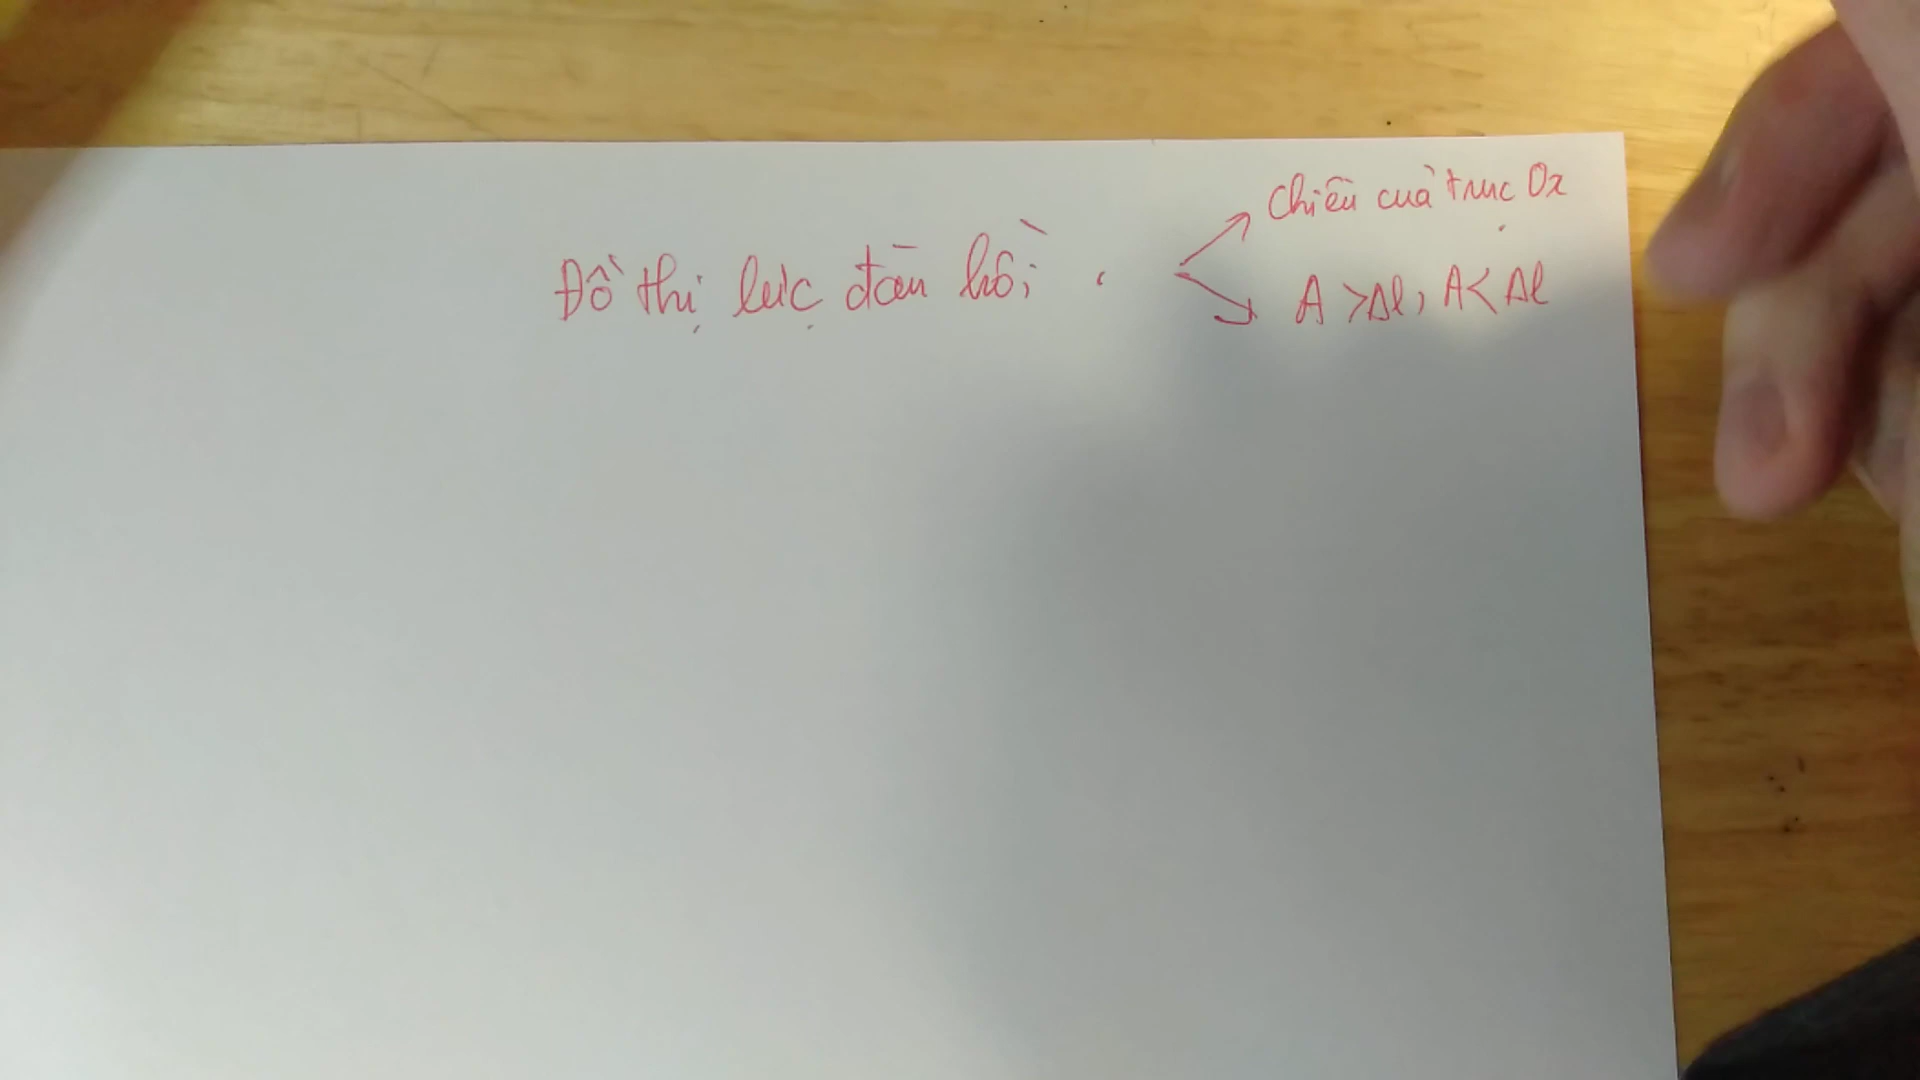 Chiều của trục Ox
Đồ thị lực đàn hồi
A > Δl, A < Δl